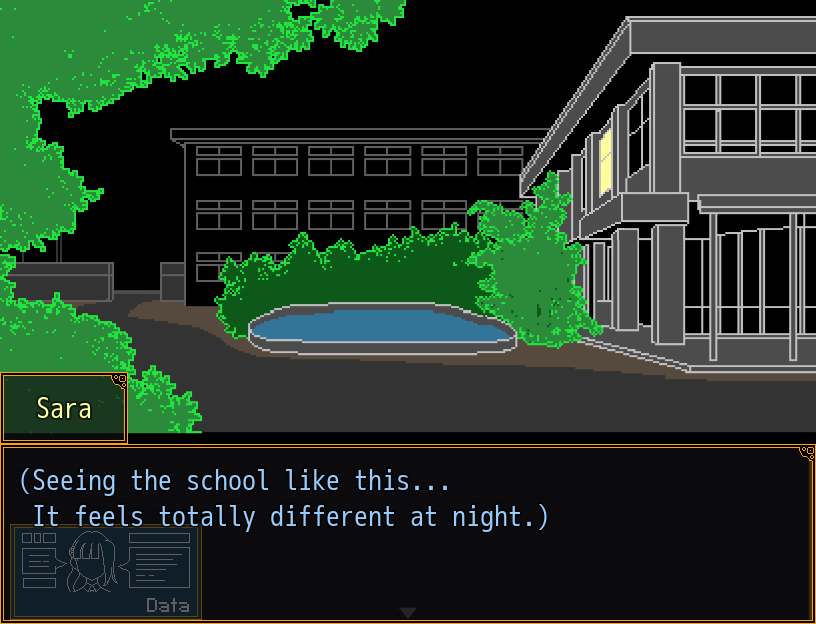 Sara
(Seeing the school like this...
It feels totally different at night.)
Data